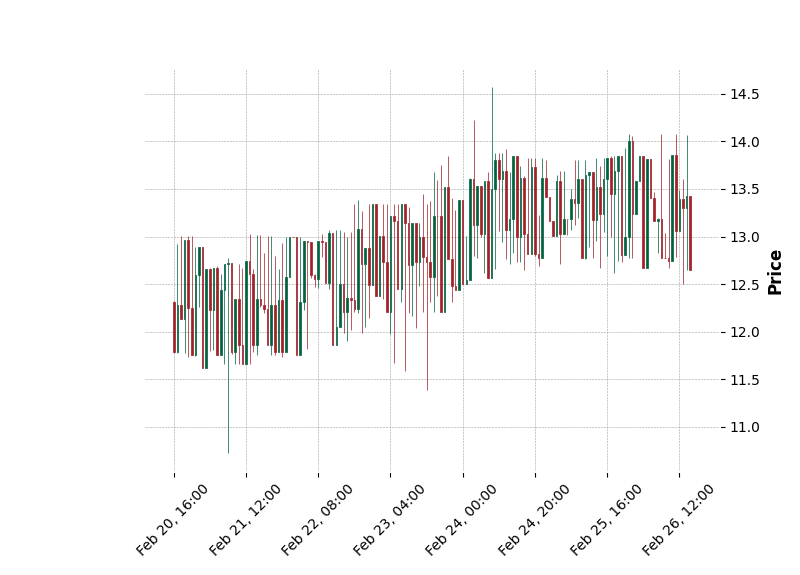 14.5
14.0
13.5
13.0
12.5
12.0
11.5
11.0
Price
Feb 20, 16:00
Feb 21, 12:00
Feb 22, 08:00
Feb 23, 04:00
Feb 24, 00:00
Feb 24, 20:00
Feb 25, 16:00
Feb 26, 12:00